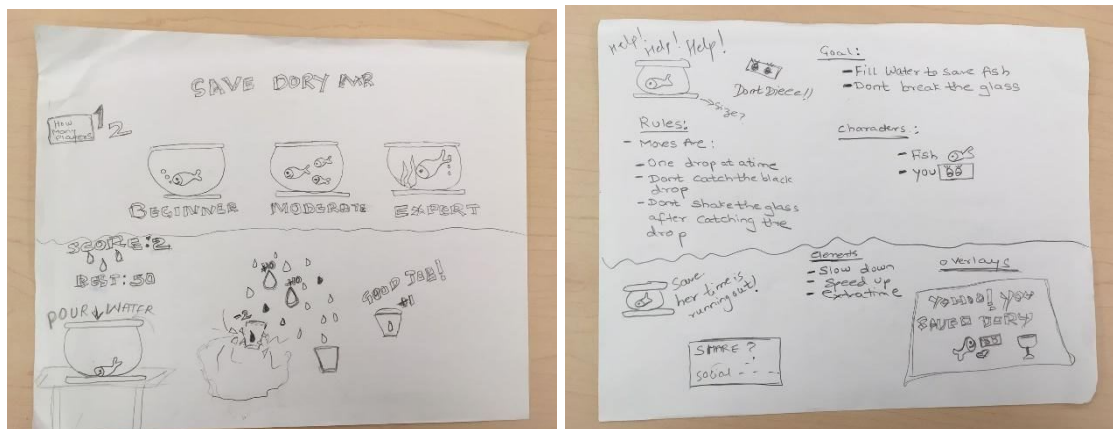 SAVE DORY
How
Many
players
1
2
BEGINNER
MODERATE
EXPERT
SCORE:2
BEST:50
POUR WATER
+10
+10
-2
GOOD JOB!
+1
Help! Help! Help!
Dont Dieee!!
size?
Goal:
- Fill Water to save fish
- Dont break the glass
Rules:
- Moves Are:
- One drop at a time
- Dont catch the black
drop
- Dont shake the glass
after catching the
drop
Characters:
- Fish
- you
save
her time is
running out!
Elements
- Slow down
- Speed up
- extra time
overlays
YOU
SAVED DORY
SHARE?
social - - -